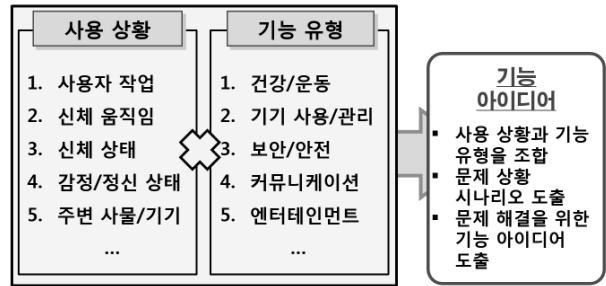 사용 상황
1. 사용자 작업
2. 신체 움직임
3. 신체 상태
4. 감정/정신 상태
5. 주변 사물/기기
...
기능 유형
1. 건강/운동
2. 기기 사용/관리
3. 보안/안전
4. 커뮤니케이션
5. 엔터테인먼트
...
기능
아이디어
▪ 사용 상황과 기능
유형을 조합
▪ 문제 상황
시나리오 도출
▪ 문제 해결을 위한
기능 아이디어
도출